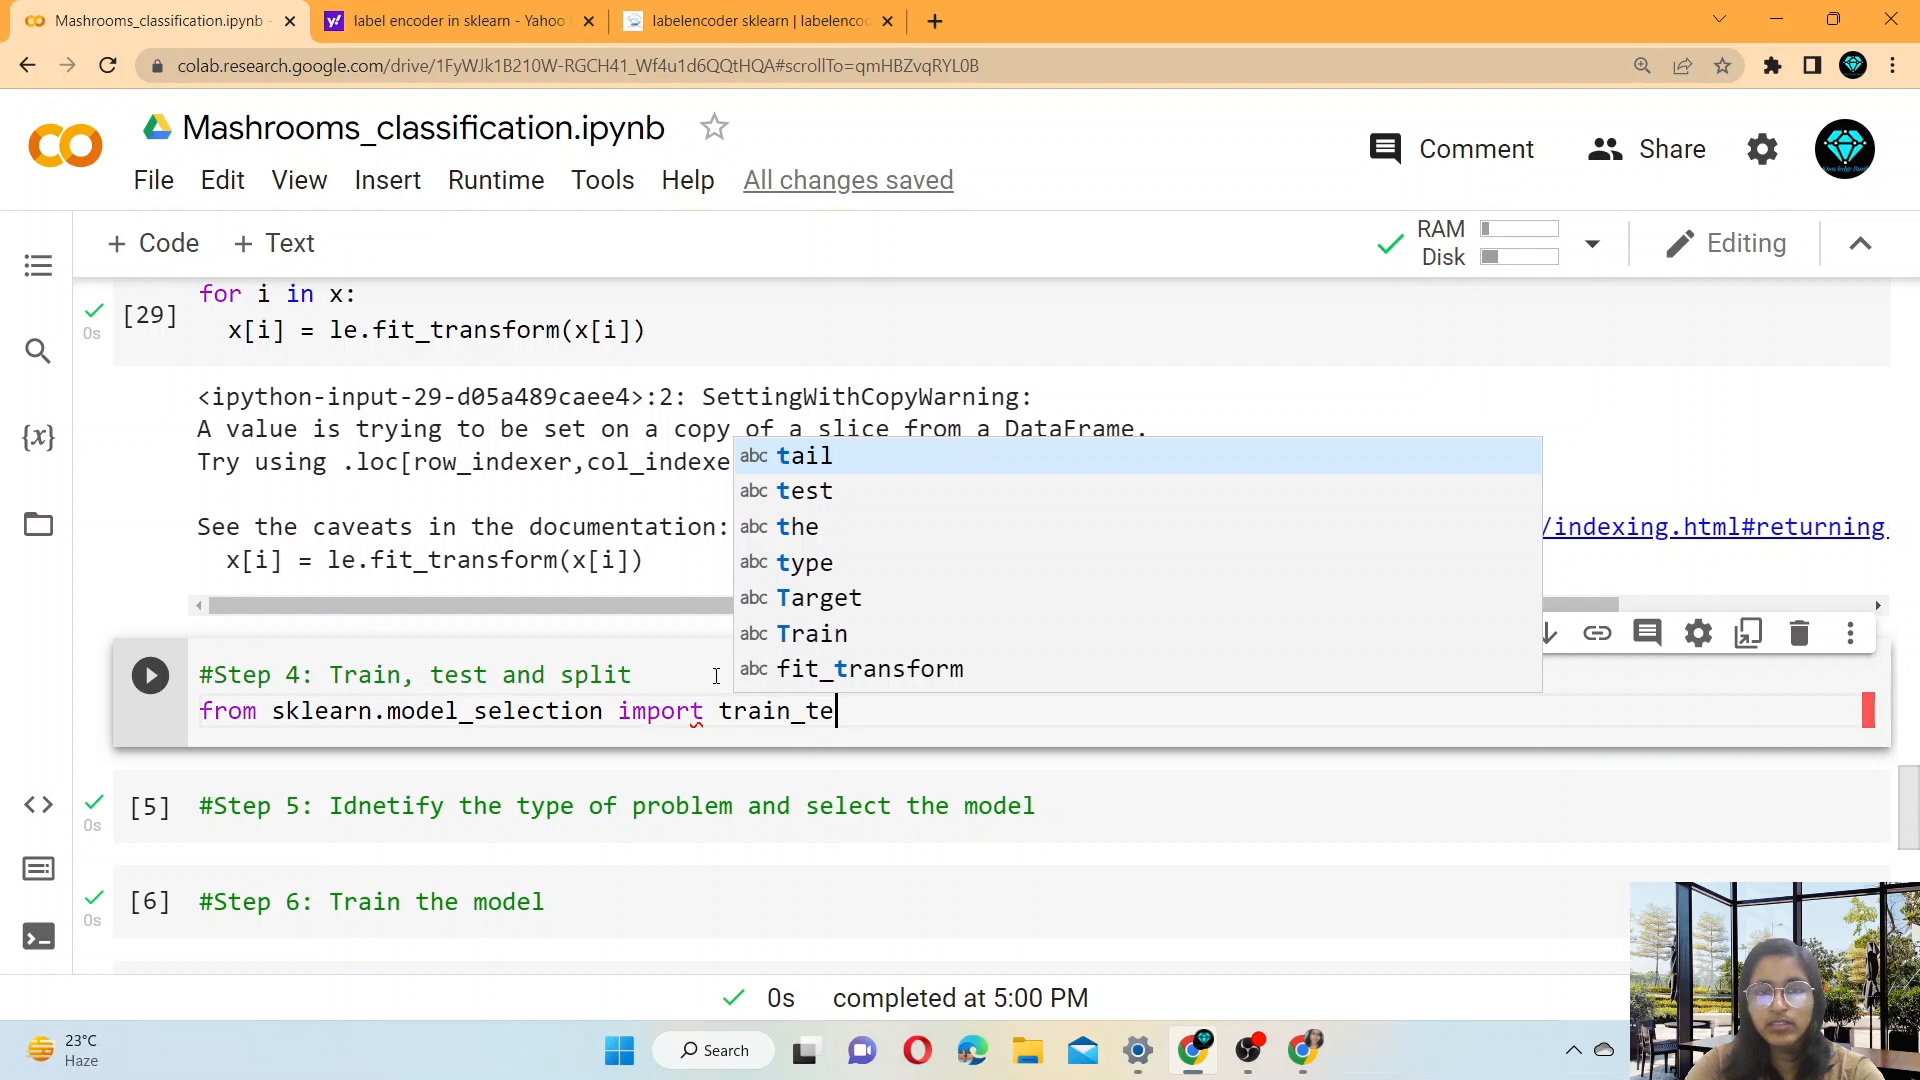 Mashrooms_classification.ipynb -
label encoder in sklearn - Yahoo
labelencoder sklearn | labelenco
colab.research.google.com/drive/1FyWJk1B210W-RGCH41_Wf4u1d6QQtHQA#scrollTo=qmHBZvqRYL0B
Mashrooms_classification.ipynb
Comment
Share
File Edit View Insert Runtime Tools Help All changes saved
+ Code + Text
RAM
Disk
Editing
for i in x:
[29]
0s
x[i] = le.fit_transform(x[i])
<ipython-input-29-d05a489caee4>:2: SettingWithCopyWarning:
A value is trying to be set on a copy of a slice from a DataFrame.
Try using .loc[row_indexer,col_indexe
See the caveats in the documentation:
/indexing.html#returning
x[i] = le.fit_transform(x[i])
abc tail
abc test
abc the
abc type
abc Target
abc Train
abc fit_transform
#Step 4: Train, test and split
from sklearn.model_selection import train_te
0s
[5] #Step 5: Idnetify the type of problem and select the model
0s
[6] #Step 6: Train the model
0s completed at 5:00 PM
23°C
Haze
Search